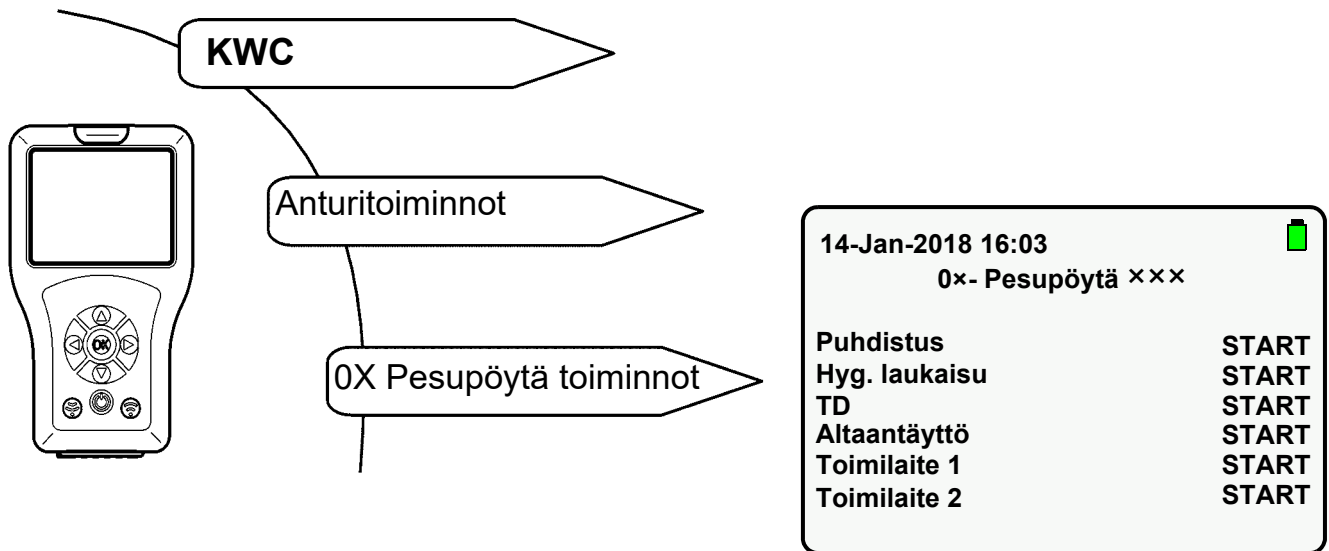 KWC
Anturitoiminnot
0X Pesupöytä toiminnot
OK
14-Jan-2018 16:03
0×- Pesupöytä ×××
Puhdistus START
Hyg. laukaisu START
TD START
Altaantäyttö START
Toimilaite 1 START
Toimilaite 2 START